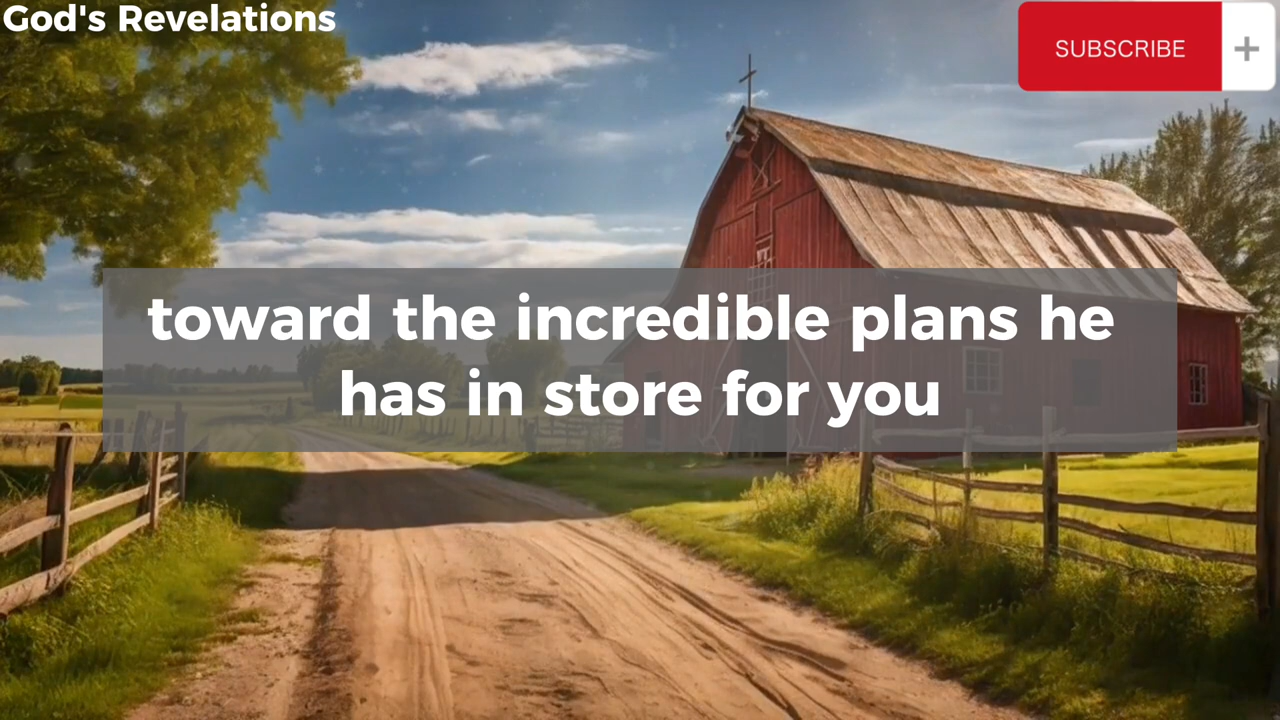 God's Revelations
SUBSCRIBE
toward the incredible plans he
has in store for you